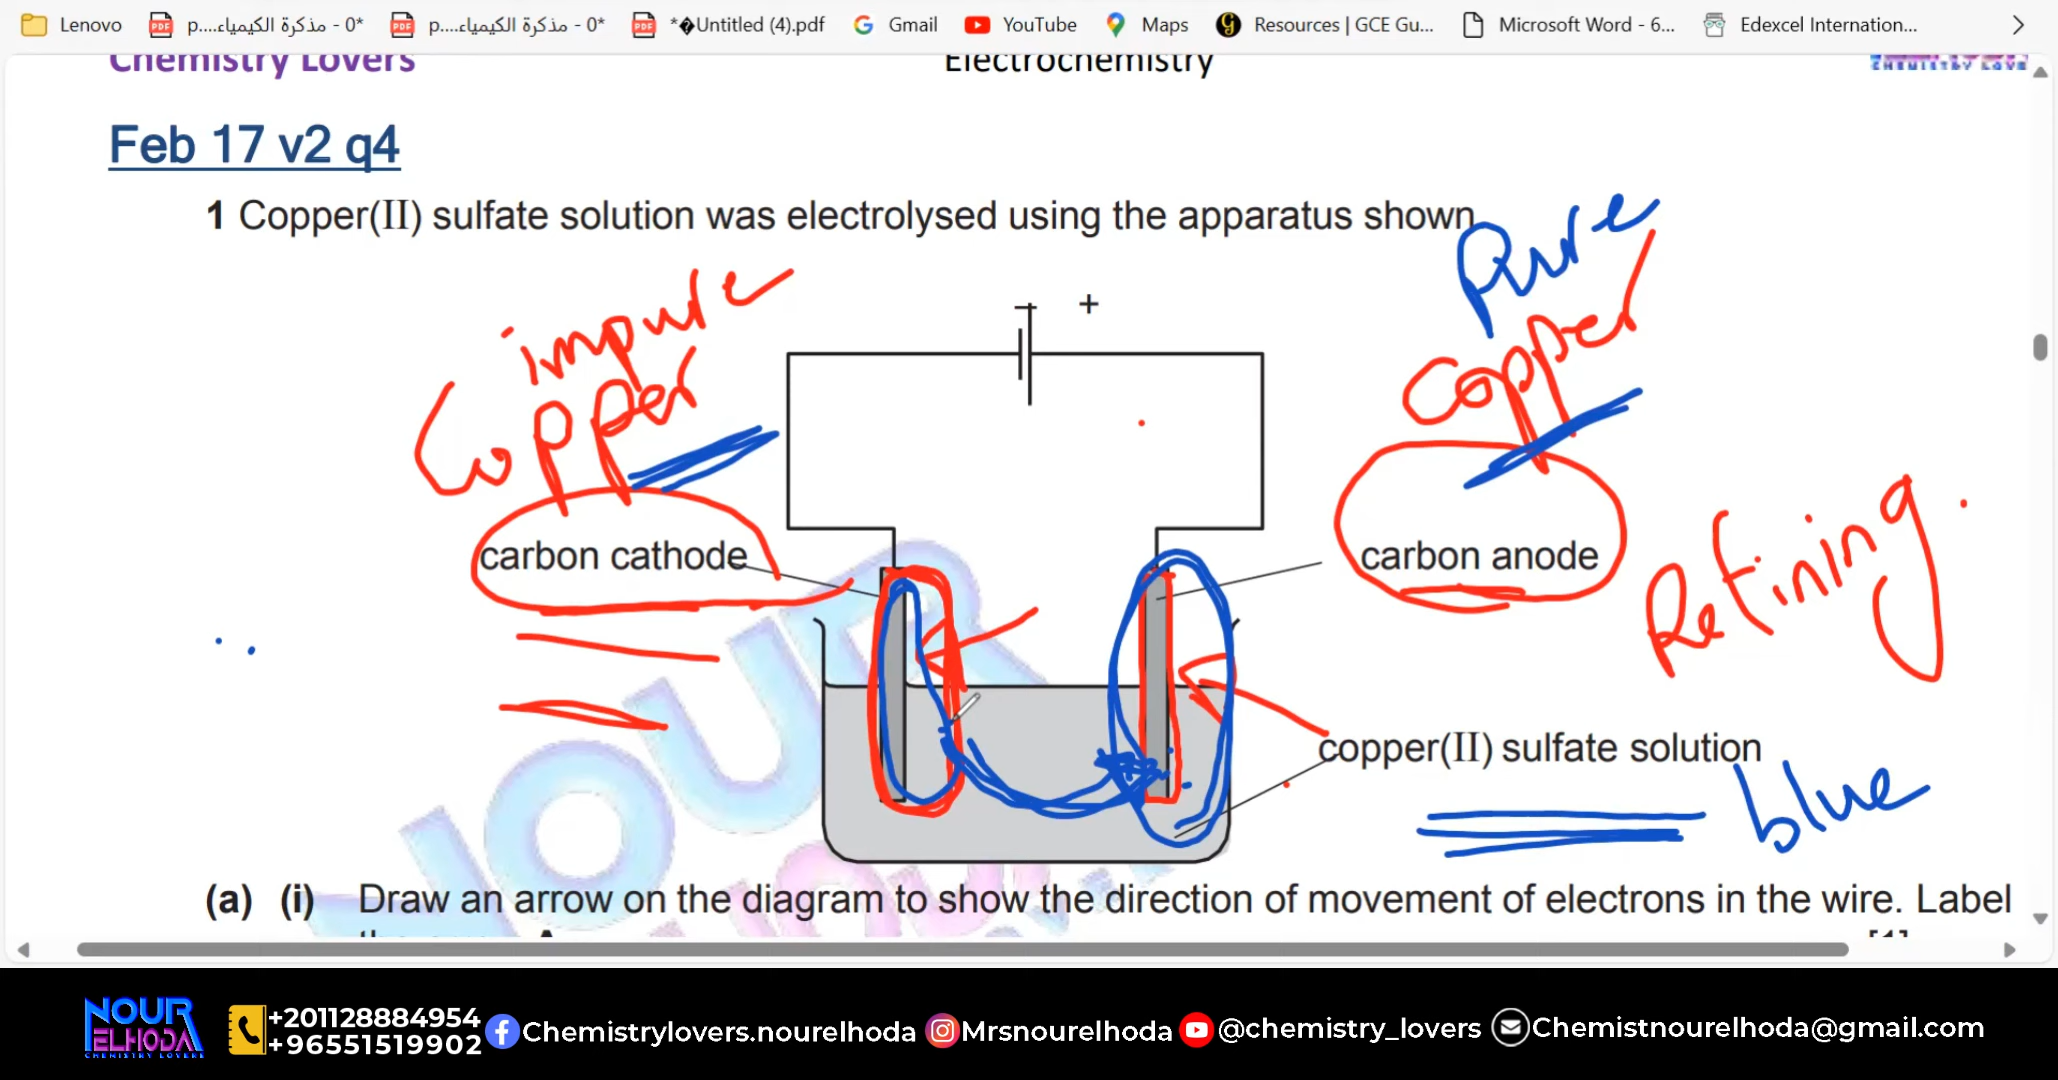 Lenovo p....مذكرة الكيمياء - 0* p....مذكرة الكيمياء - 0* *�Untitled (4).pdf Gmail YouTube Maps Resources | GCE Gu... Microsoft Word - 6... Edexcel Internation...
Chemistry Lovers Electrochemistry CHEMISTRY LOVE
Feb 17 v2 q4
1 Copper(II) sulfate solution was electrolysed using the apparatus shown
+
impure
Copper
Pure
Copper
carbon cathode
carbon anode
Refining
copper(II) sulfate solution
blue
(a) (i) Draw an arrow on the diagram to show the direction of movement of electrons in the wire. Label
NOUR
ELHODA
CHEMISTRY LOVERS
+201128884954
+96551519902
Chemistrylovers.nourelhoda
Mrsnourelhoda
@chemistry_lovers
Chemistnourelhoda@gmail.com